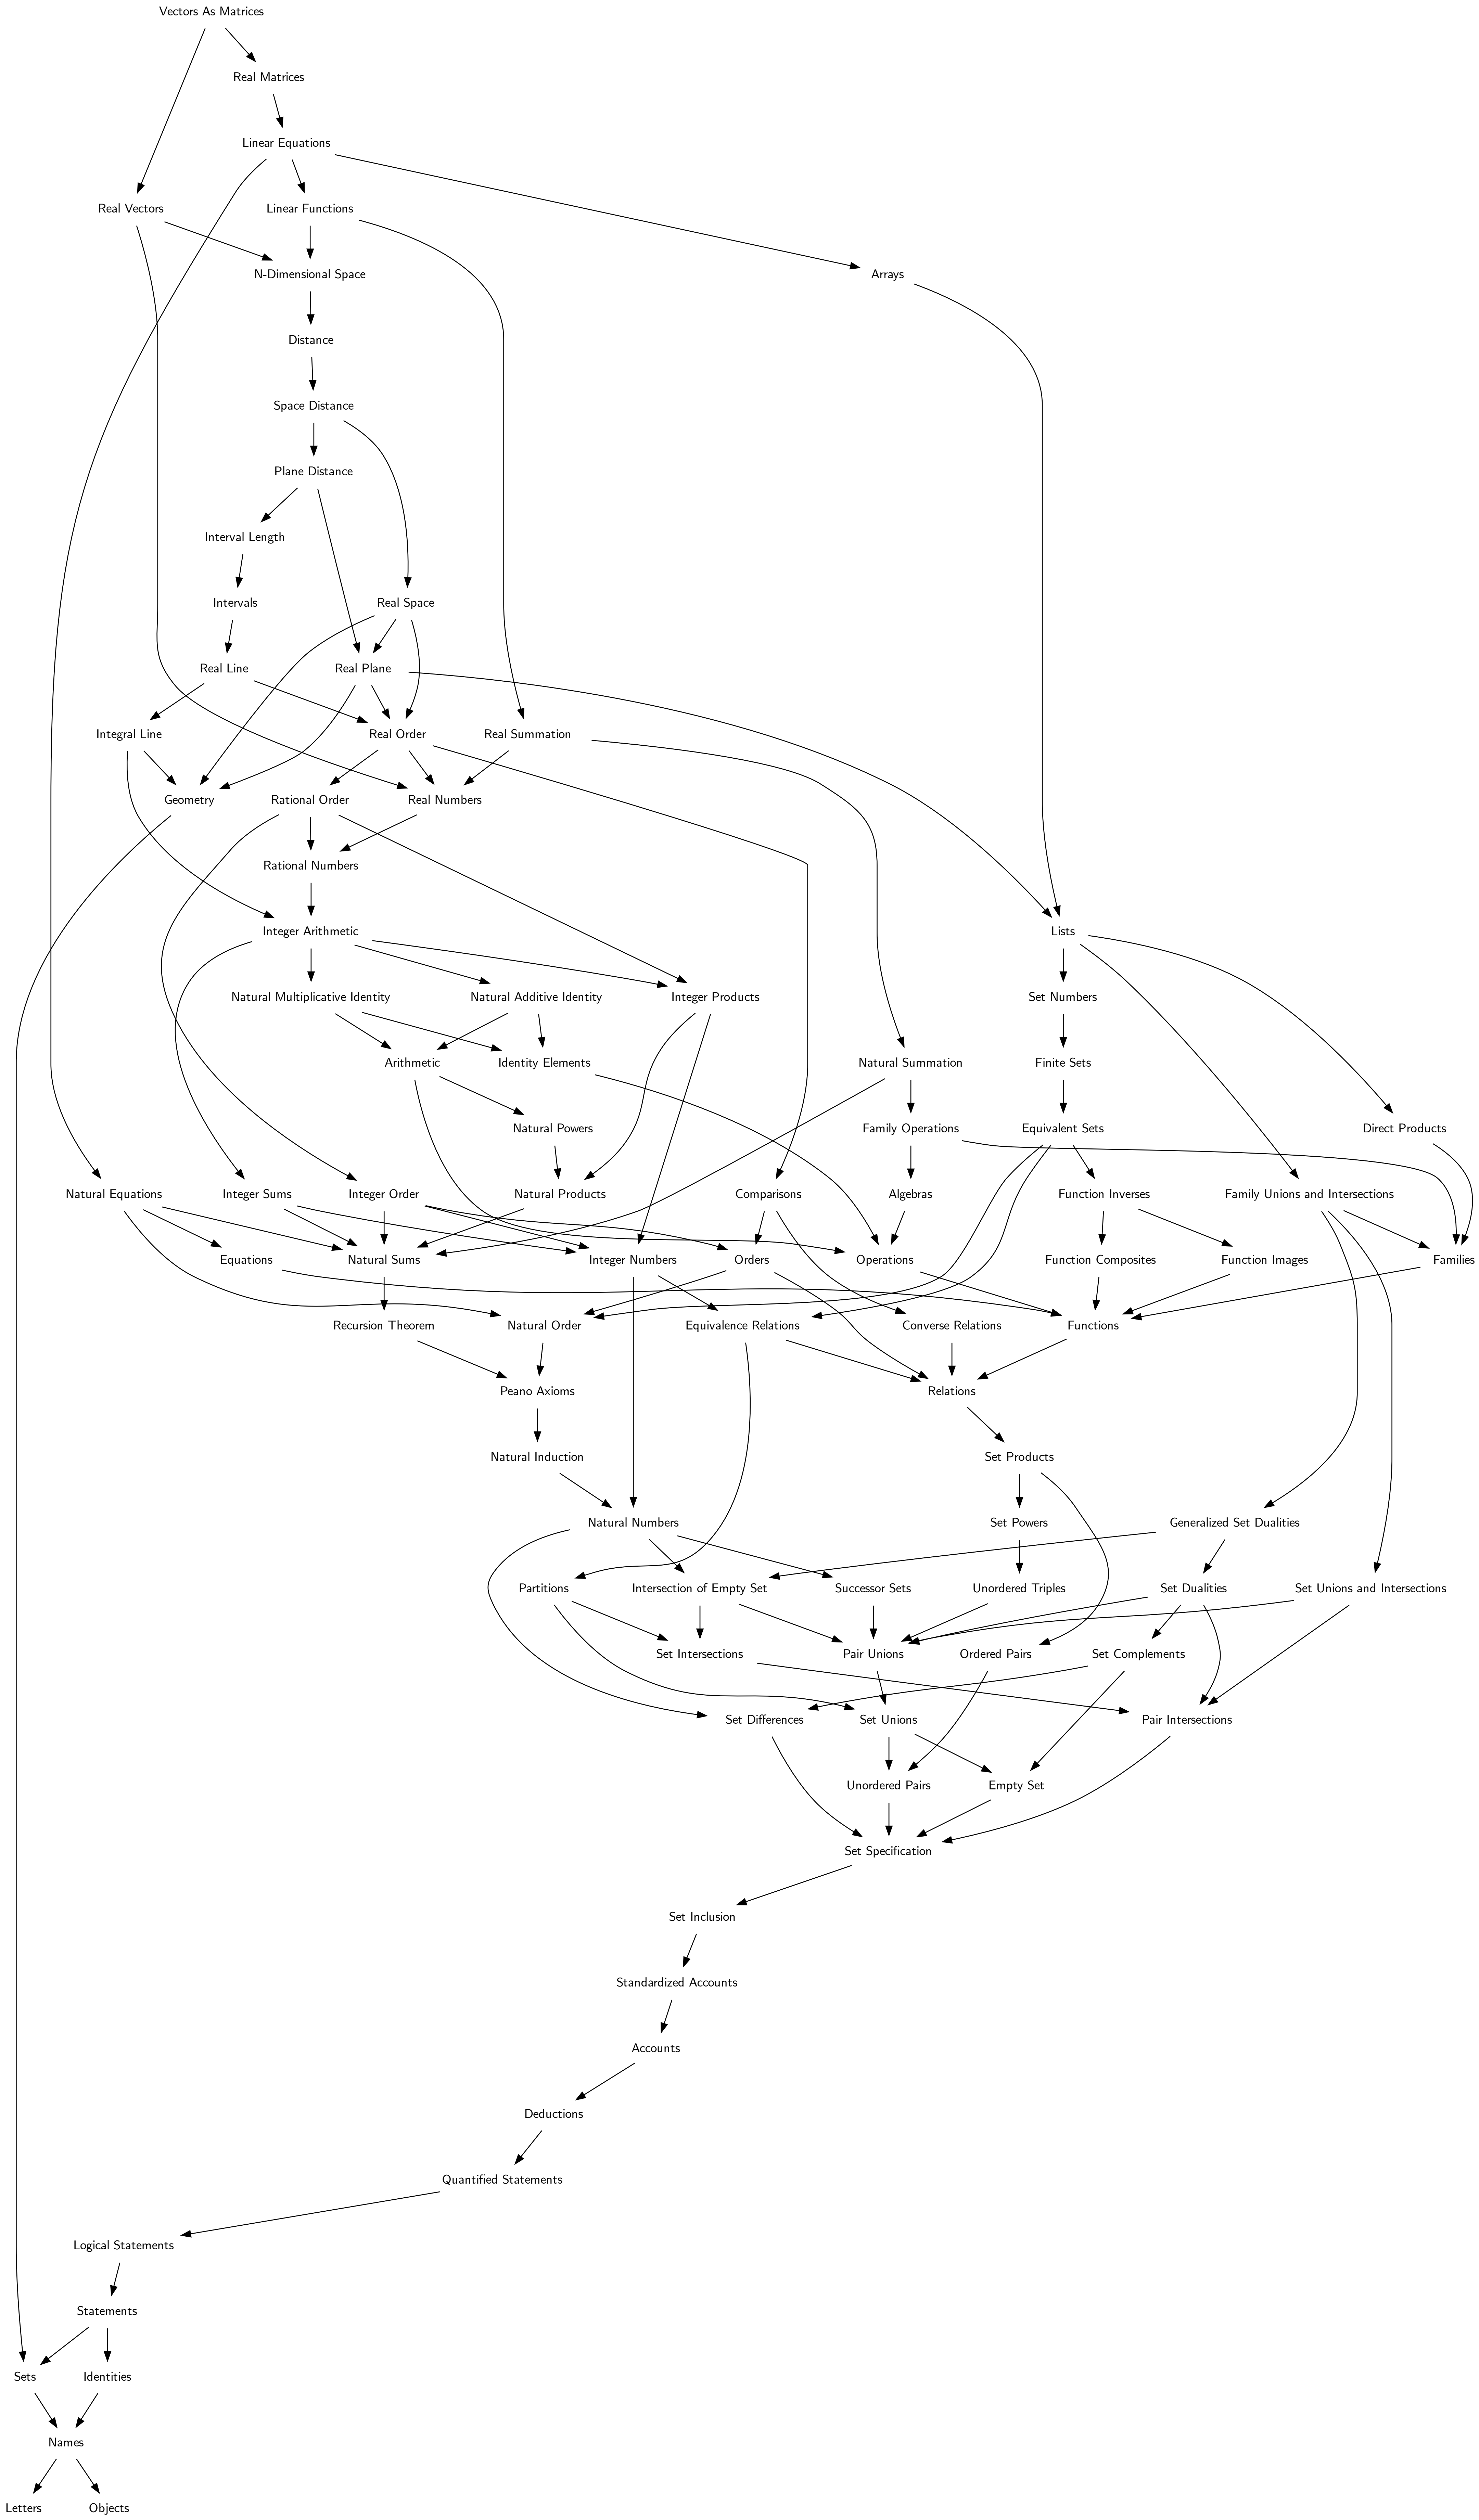 Vectors As Matrices
Real Matrices
Linear Equations
Real Vectors
Linear Functions
N-Dimensional Space
Arrays
Distance
Space Distance
Plane Distance
Interval Length
Intervals
Real Space
Real Line
Real Plane
Integral Line
Real Order
Real Summation
Geometry
Rational Order
Real Numbers
Rational Numbers
Integer Arithmetic
Lists
Natural Multiplicative Identity
Natural Additive Identity
Integer Products
Set Numbers
Arithmetic
Identity Elements
Natural Summation
Finite Sets
Natural Powers
Family Operations
Equivalent Sets
Direct Products
Natural Equations
Integer Sums
Integer Order
Natural Products
Comparisons
Algebras
Function Inverses
Family Unions and Intersections
Equations
Natural Sums
Integer Numbers
Orders
Operations
Function Composites
Function Images
Families
Recursion Theorem
Natural Order
Equivalence Relations
Converse Relations
Functions
Peano Axioms
Relations
Natural Induction
Set Products
Natural Numbers
Set Powers
Generalized Set Dualities
Partitions
Intersection of Empty Set
Successor Sets
Unordered Triples
Set Dualities
Set Unions and Intersections
Set Intersections
Pair Unions
Ordered Pairs
Set Complements
Set Differences
Set Unions
Pair Intersections
Unordered Pairs
Empty Set
Set Specification
Set Inclusion
Standardized Accounts
Accounts
Deductions
Quantified Statements
Logical Statements
Statements
Sets
Identities
Names
Letters
Objects